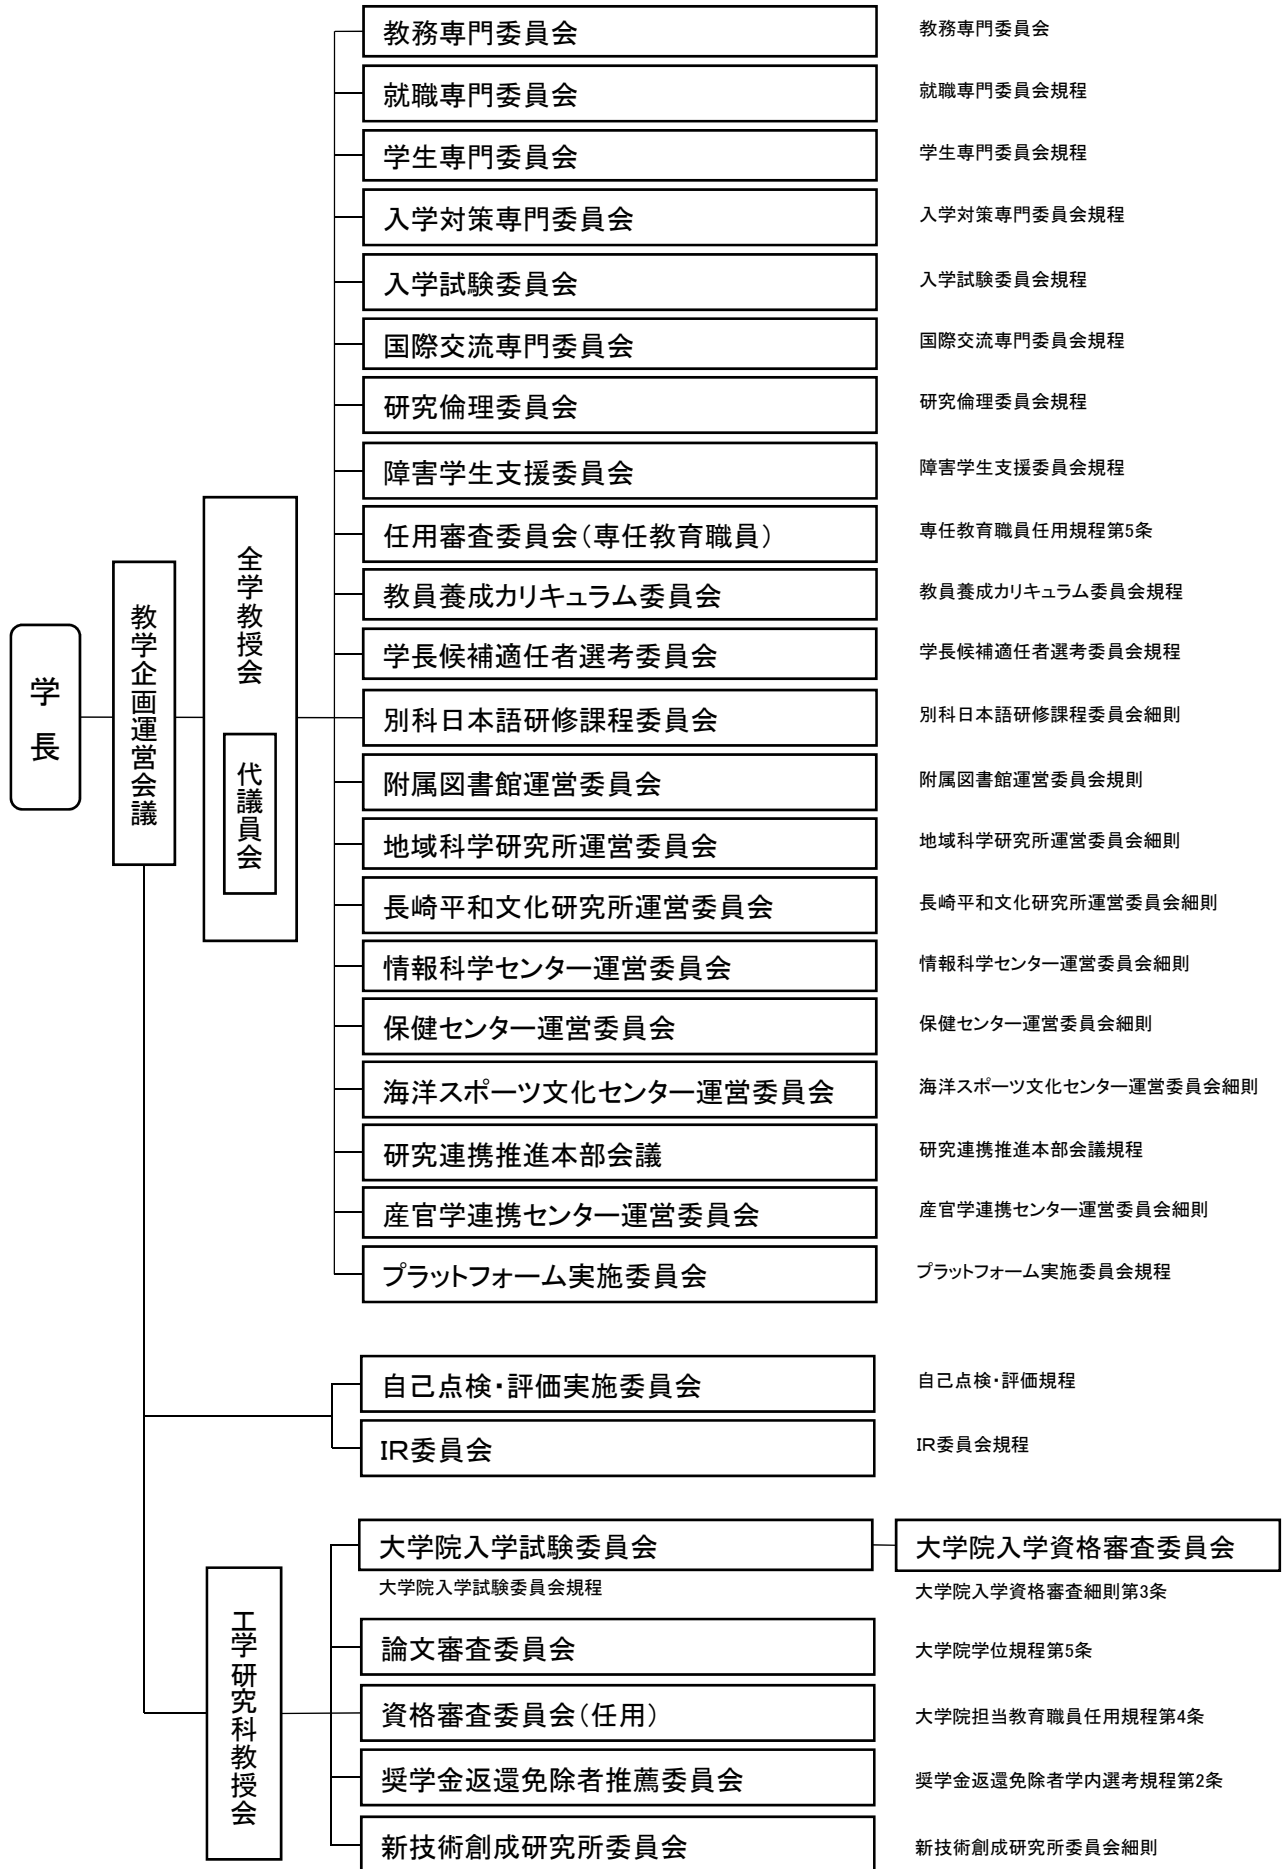 学長
教学企画運営会議
全学教授会
代議員会
教務専門委員会
教務専門委員会
就職専門委員会
就職専門委員会規程
学生専門委員会
学生専門委員会規程
入学対策専門委員会
入学対策専門委員会規程
入学試験委員会
入学試験委員会規程
国際交流専門委員会
国際交流専門委員会規程
研究倫理委員会
研究倫理委員会規程
障害学生支援委員会
障害学生支援委員会規程
任用審査委員会(専任教育職員)
専任教育職員任用規程第5条
教員養成カリキュラム委員会
教員養成カリキュラム委員会規程
学長候補適任者選考委員会
学長候補適任者選考委員会規程
別科日本語研修課程委員会
別科日本語研修課程委員会細則
附属図書館運営委員会
附属図書館運営委員会規則
地域科学研究所運営委員会
地域科学研究所運営委員会細則
長崎平和文化研究所運営委員会
長崎平和文化研究所運営委員会細則
情報科学センター運営委員会
情報科学センター運営委員会細則
保健センター運営委員会
保健センター運営委員会細則
海洋スポーツ文化センター運営委員会
海洋スポーツ文化センター運営委員会細則
研究連携推進本部会議
研究連携推進本部会議規程
産官学連携センター運営委員会
産官学連携センター運営委員会細則
プラットフォーム実施委員会
プラットフォーム実施委員会規程
自己点検・評価実施委員会
自己点検・評価規程
IR委員会
IR委員会規程
工学研究科教授会
大学院入学試験委員会
大学院入学資格審査委員会
大学院入学試験委員会規程
大学院入学資格審査細則第3条
論文審査委員会
大学院学位規程第5条
資格審査委員会(任用)
大学院担当教育職員任用規程第4条
奨学金返還免除者推薦委員会
奨学金返還免除者学内選考規程第2条
新技術創成研究所委員会
新技術創成研究所委員会細則